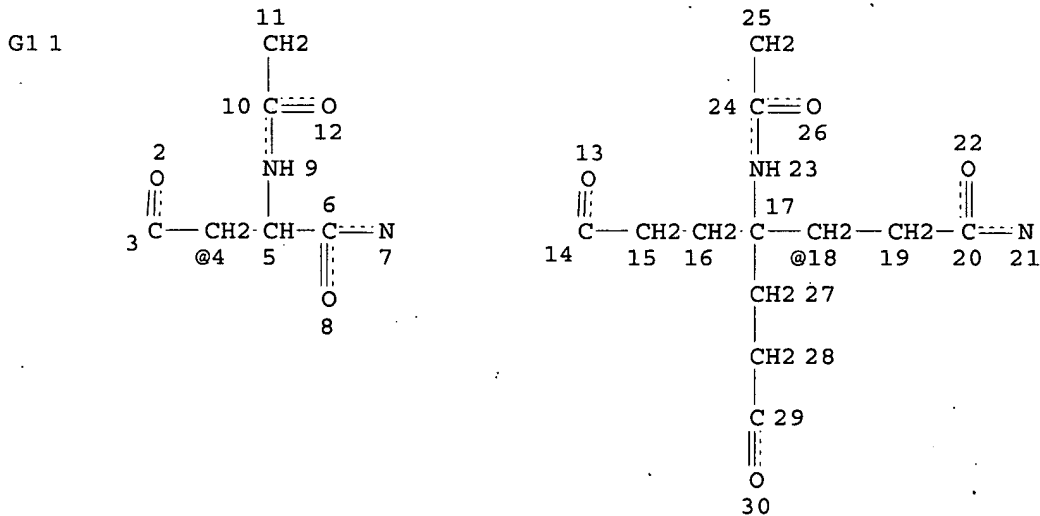 11 25
G1 1 CH2 CH2
10 C O 24 C O
12 26
2 13 22
O NH 9 O NH 23 O
6 17
C CH2 CH C N C CH2 CH2 C CH2 CH2 C N
3 @4 5 7 14 15 16 @18 19 20 21
O CH2 27
8
CH2 28
C 29
O
30